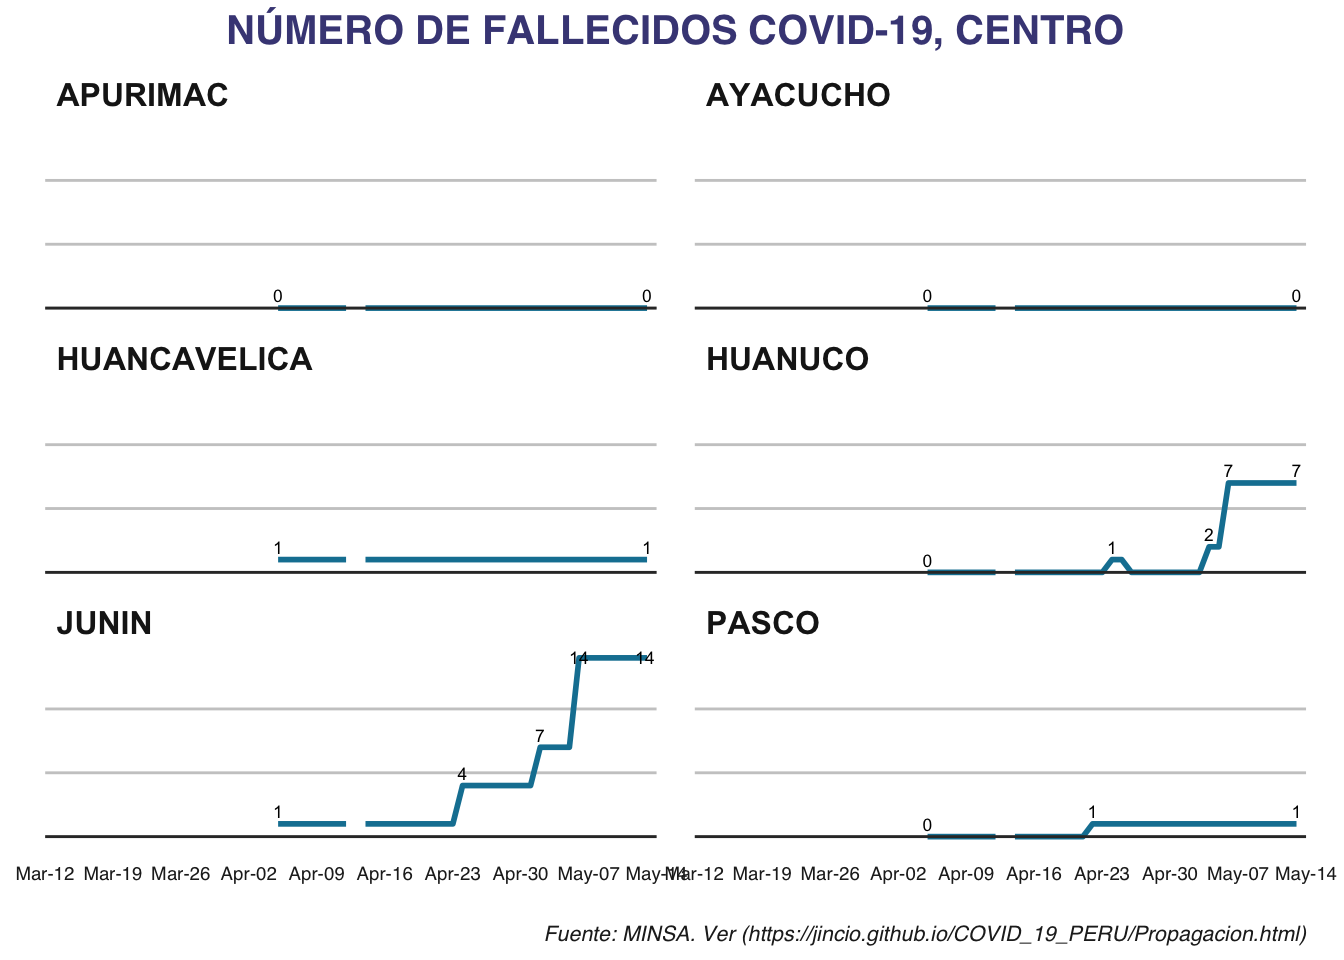 NÚMERO DE FALLECIDOS COVID-19, CENTRO
APURIMAC
0 0
AYACUCHO
0 0
HUANCAVELICA
1 1
HUANUCO
0 1 2 7 7
JUNIN
1 4 7 14 14
PASCO
0 1 1
Mar-12 Mar-19 Mar-26 Apr-02 Apr-09 Apr-16 Apr-23 Apr-30 May-07 May-14
Mar-12 Mar-19 Mar-26 Apr-02 Apr-09 Apr-16 Apr-23 Apr-30 May-07 May-14
Fuente: MINSA. Ver (https://jincio.github.io/COVID_19_PERU/Propagacion.html)